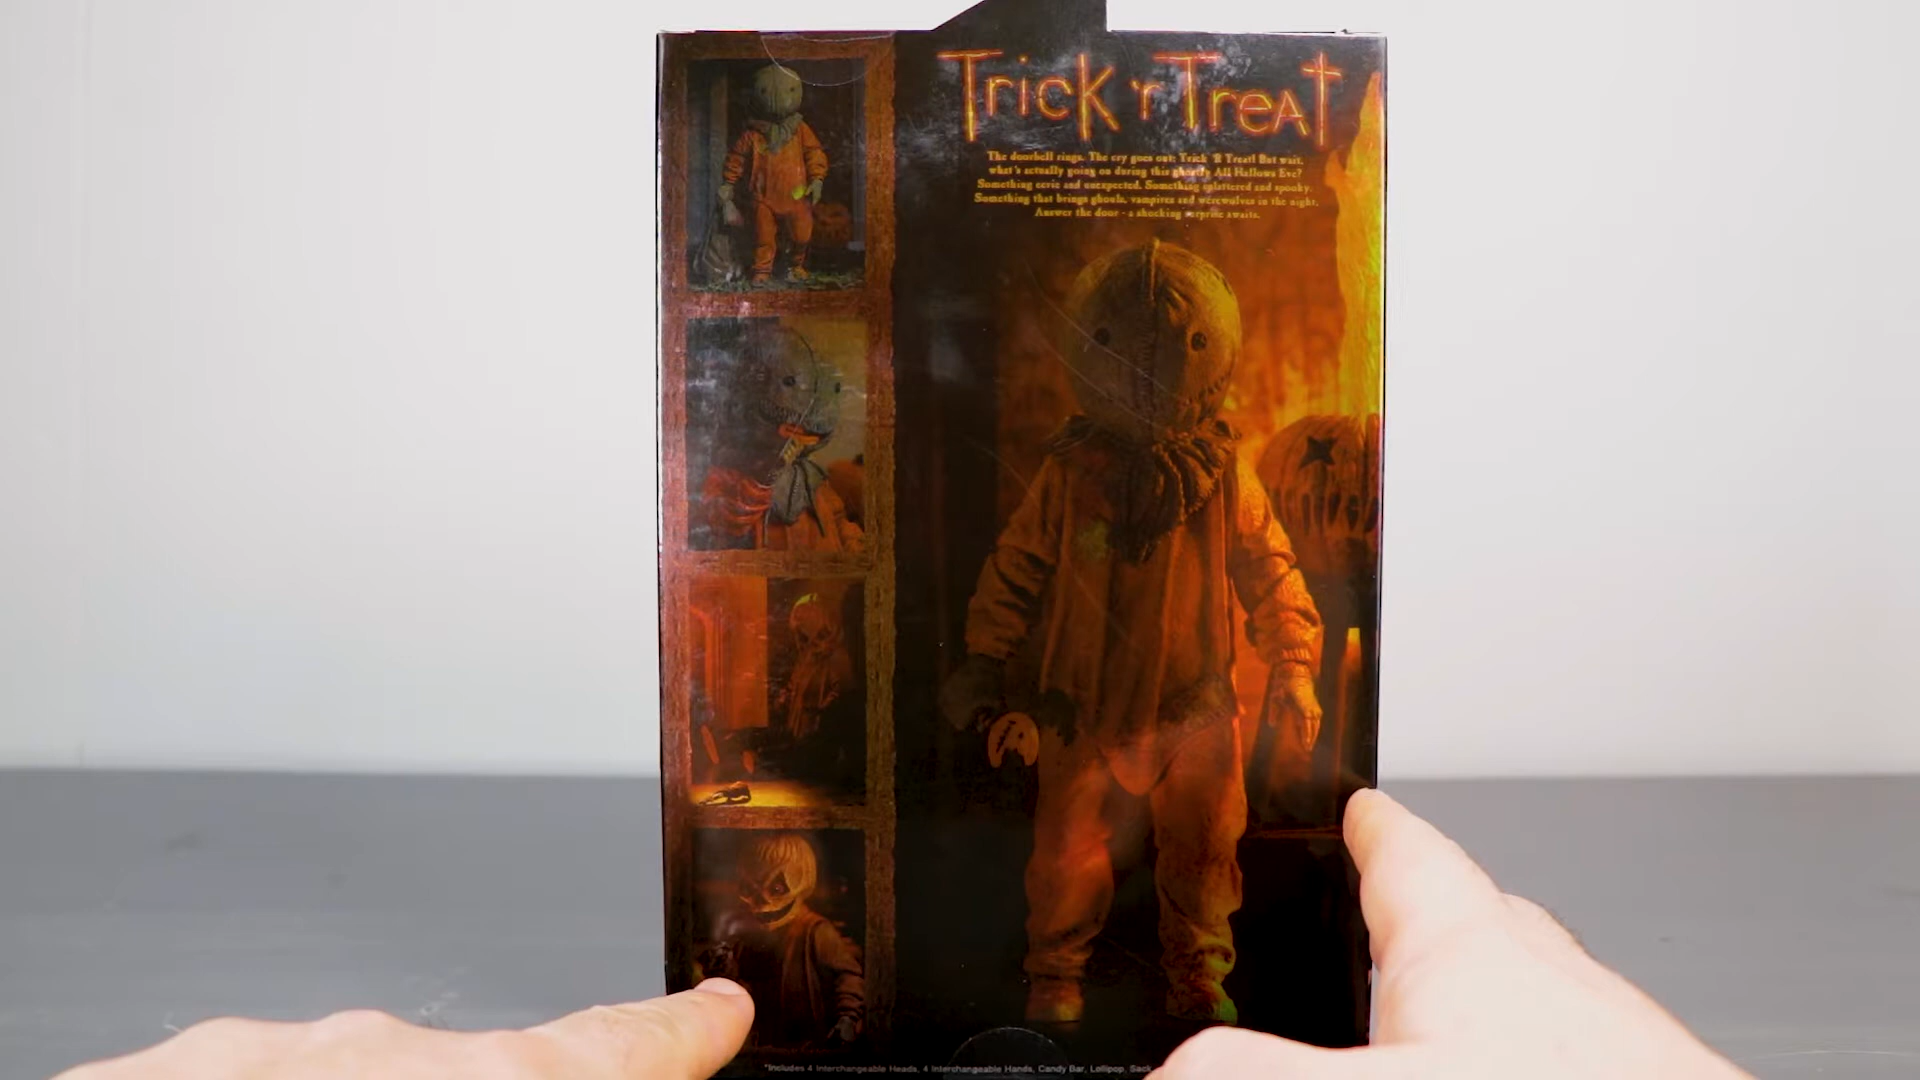 Trick 'r Treat
The doorbell rings. The cry goes out: Trick 'R Treat! But wait,
what's actually going on during this ghostly All Hallows Eve?
Something eerie and unexpected. Something splattered and spooky.
Something that brings ghouls, vampires and werewolves in the night.
Answer the door - a shocking surprise awaits.
*Includes 4 Interchangeable Heads, 4 Interchangeable Hands, Candy Bar, Lollipop, Sack